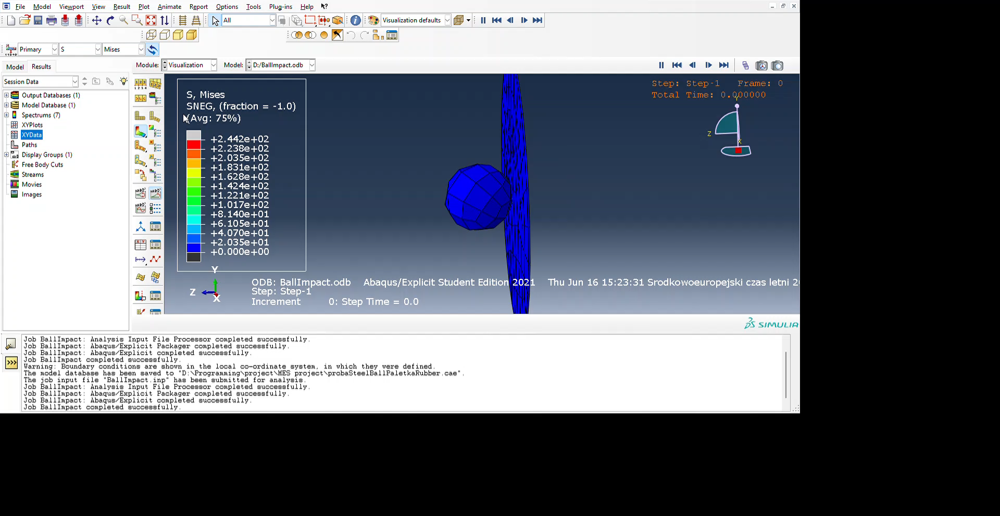 File Model Viewport View Result Plot Animate Report Options Tools Plug-ins Help
All Visualization defaults
Primary S Mises
Model Results Module: Visualization Model: D:/BallImpact.odb
Session Data
Output Databases (1)
Model Database (1)
Spectrums (7)
XYPlots
XYData
Paths
Display Groups (1)
Free Body Cuts
Streams
Movies
Images
S, Mises
SNEG, (fraction = -1.0)
(Avg: 75%)
+2.442e+02
+2.238e+02
+2.035e+02
+1.831e+02
+1.628e+02
+1.424e+02
+1.221e+02
+1.017e+02
+8.140e+01
+6.105e+01
+4.070e+01
+2.035e+01
+0.000e+00
Step: Step-1 Frame: 0
Total Time: 0.000000
Y
Z
X
Y
Z
X
ODB: BallImpact.odb Abaqus/Explicit Student Edition 2021 Thu Jun 16 15:23:31 Srodkowoeuropejski czas letni 2
Step: Step-1
Increment 0: Step Time = 0.0
SIMULIA
Job BallImpact: Analysis Input File Processor completed successfully.
Job BallImpact: Abaqus/Explicit Packager completed successfully.
Job BallImpact: Abaqus/Explicit completed successfully.
Job BallImpact completed successfully.
Warning: Boundary conditions are shown in the local co-ordinate system, in which they were defined.
The model database has been saved to "D:\Programming\project\MES project\probaSteelBallPaletkaRubber.cae".
The job input file "BallImpact.inp" has been submitted for analysis.
Job BallImpact: Analysis Input File Processor completed successfully.
Job BallImpact: Abaqus/Explicit Packager completed successfully.
Job BallImpact: Abaqus/Explicit completed successfully.
Job BallImpact completed successfully.